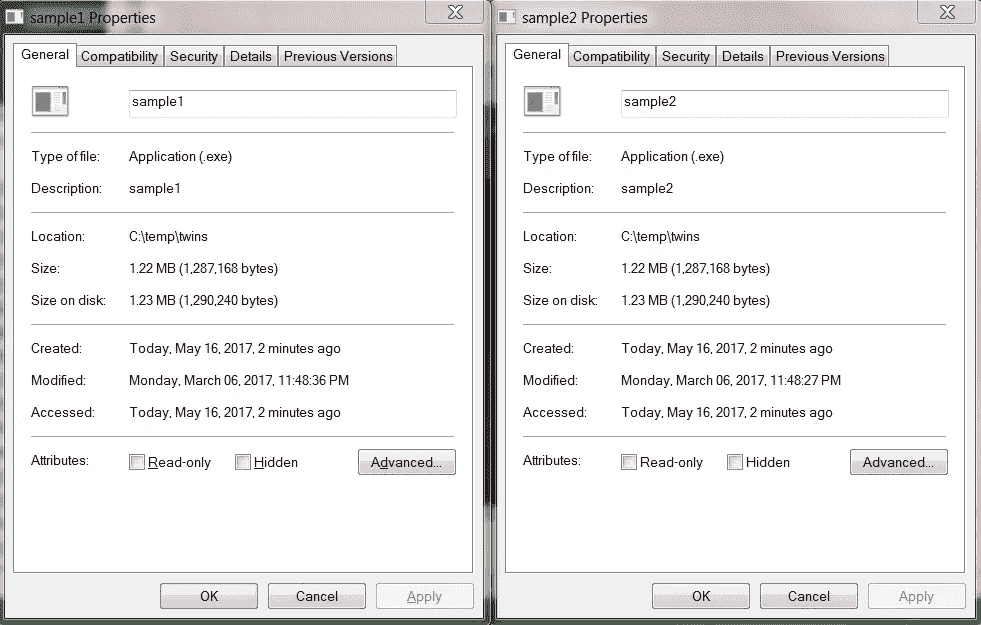 sample1 Properties
General Compatibility Security Details Previous Versions
sample1
Type of file: Application (.exe)
Description: sample1
Location: C:\temp\twins
Size: 1.22 MB (1,287,168 bytes)
Size on disk: 1.23 MB (1,290,240 bytes)
Created: Today, May 16, 2017, 2 minutes ago
Modified: Monday, March 06, 2017, 11:48:36 PM
Accessed: Today, May 16, 2017, 2 minutes ago
Attributes: Read-only Hidden Advanced...
OK Cancel Apply
sample2 Properties
General Compatibility Security Details Previous Versions
sample2
Type of file: Application (.exe)
Description: sample2
Location: C:\temp\twins
Size: 1.22 MB (1,287,168 bytes)
Size on disk: 1.23 MB (1,290,240 bytes)
Created: Today, May 16, 2017, 2 minutes ago
Modified: Monday, March 06, 2017, 11:48:27 PM
Accessed: Today, May 16, 2017, 2 minutes ago
Attributes: Read-only Hidden Advanced...
OK Cancel Apply